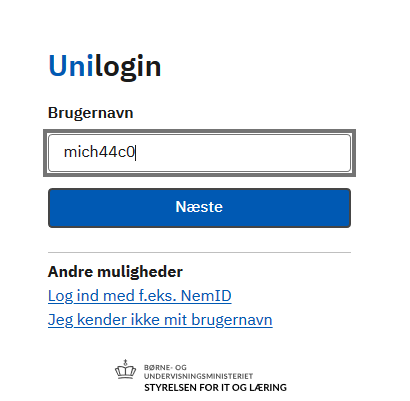 Unilogin
Brugernavn
mich44c0
Næste
Andre muligheder
Log ind med f.eks. NemID
Jeg kender ikke mit brugernavn
BØRNE- OG
UNDERVISNINGSMINISTERIET
STYRELSEN FOR IT OG LÆRING